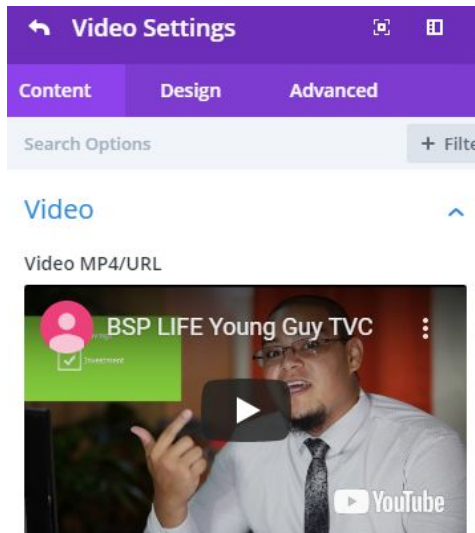 Video Settings
Content Design Advanced
Search Options + Filte
Video
Video MP4/URL
BSP LIFE Young Guy TVC
Investment
YouTube